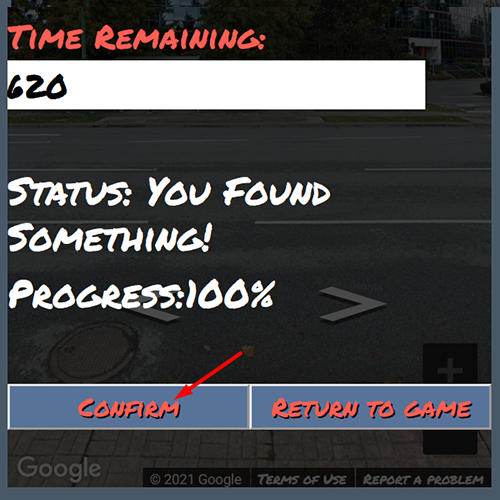 Time Remaining:
620
Status: You Found
Something!
Progress:100%
Confirm
Return to game
Google
© 2021 Google
Terms of Use
Report a problem